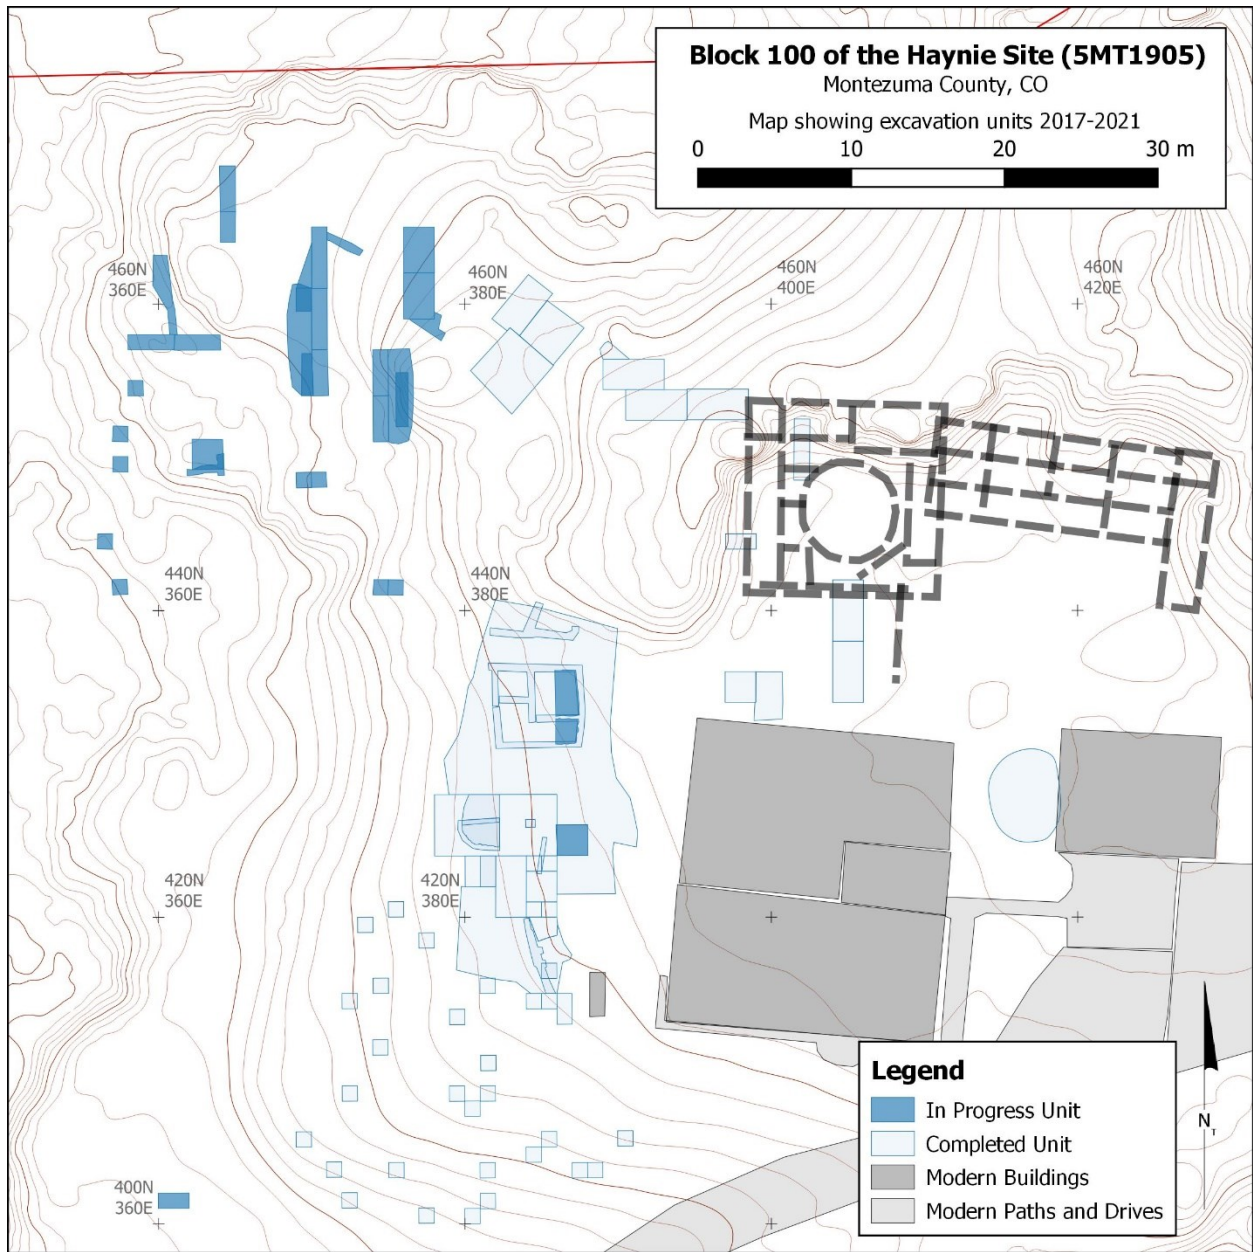 Block 100 of the Haynie Site (5MT1905)
Montezuma County, CO
Map showing excavation units 2017-2021
0 10 20 30 m
460N
360E
460N
380E
460N
400E
460N
420E
440N
360E
440N
380E
420N
360E
420N
380E
400N
360E
Legend
In Progress Unit
Completed Unit
Modern Buildings
Modern Paths and Drives
NT